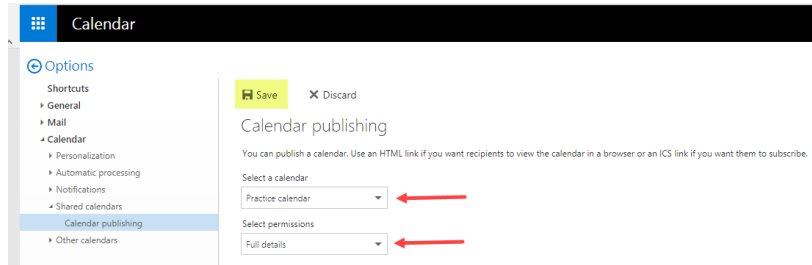 Calendar
Options
Shortcuts
General
Mail
Calendar
Personalization
Automatic processing
Notifications
Shared calendars
Calendar publishing
Other calendars
Save Discard
Calendar publishing
You can publish a calendar. Use an HTML link if you want recipients to view the calendar in a browser or an ICS link if you want them to subscribe.
Select a calendar
Practice calendar
Select permissions
Full details